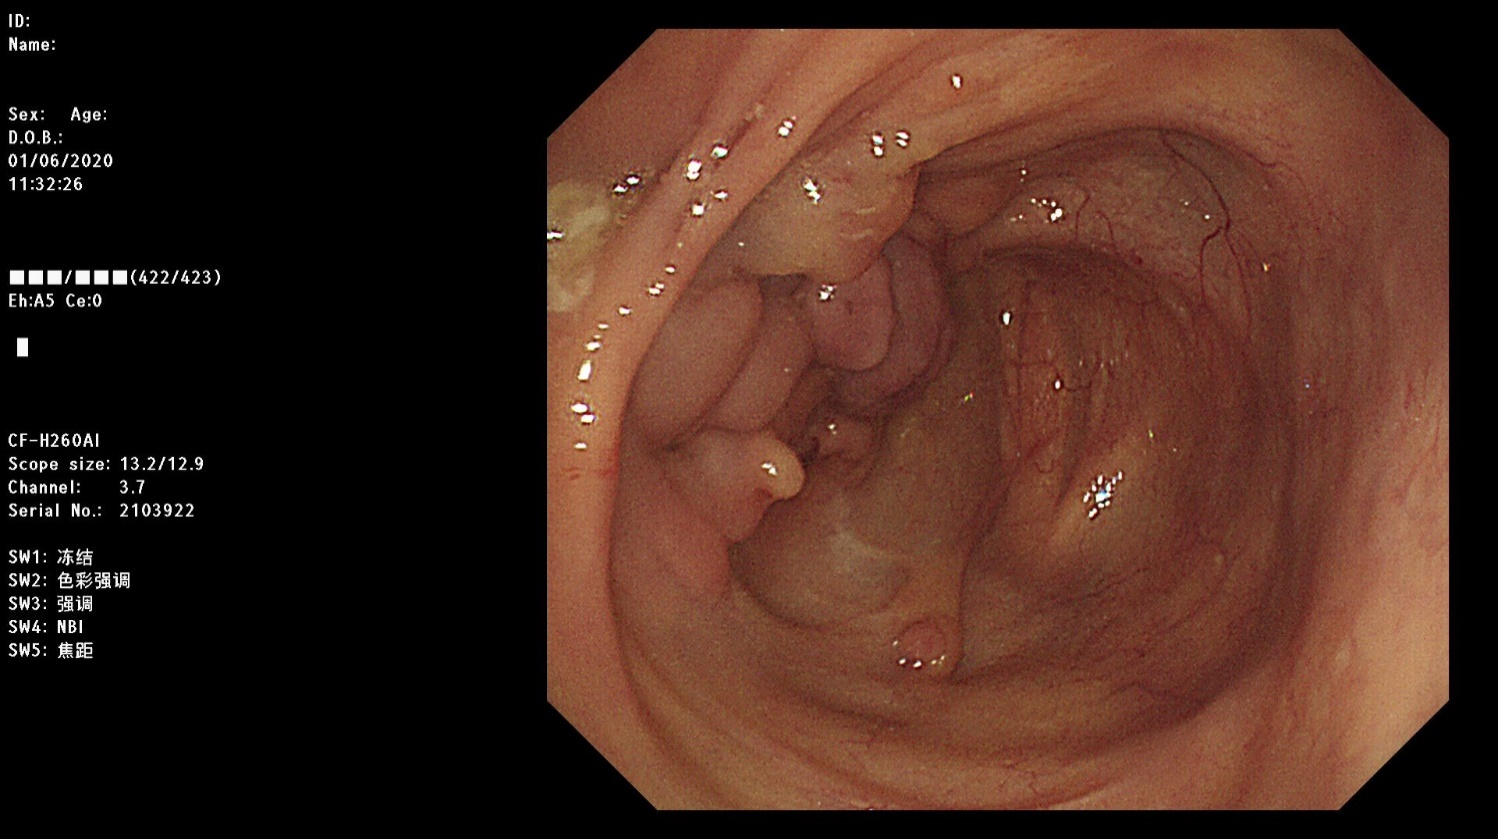 ID:
Name:
Sex: Age:
D.O.B.:
01/06/2020
11:32:26
■■■/■■■(422/423)
Eh:A5 Ce:0
CF-H260AI
Scope size: 13.2/12.9
Channel: 3.7
Serial No.: 2103922
SW1: 冻结
SW2: 色彩强调
SW3: 强调
SW4: NBI
SW5: 焦距